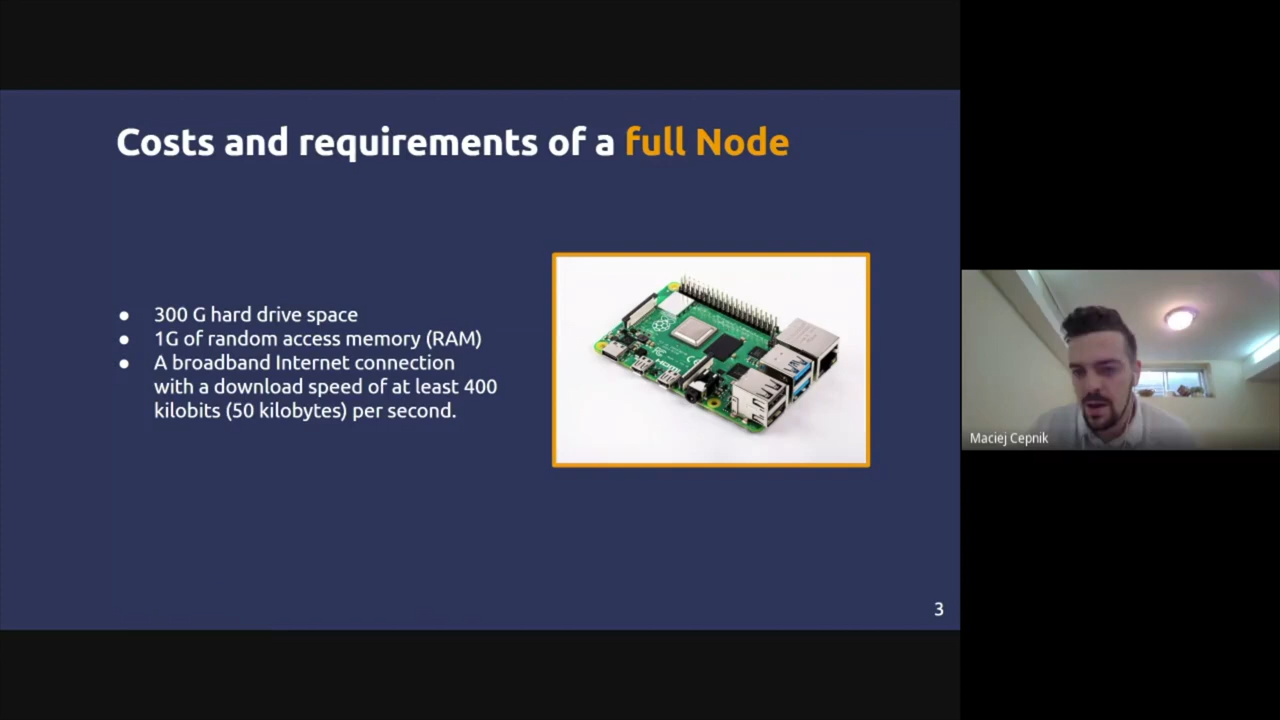 Costs and requirements of a full Node
● 300 G hard drive space
● 1G of random access memory (RAM)
● A broadband Internet connection
with a download speed of at least 400
kilobits (50 kilobytes) per second.
3
Maciej Cepnik